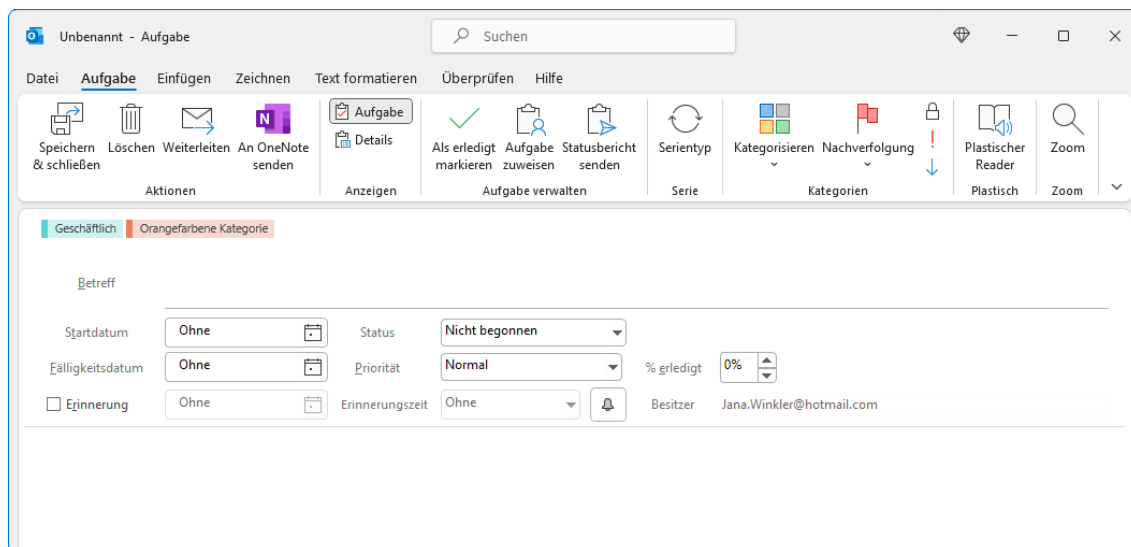 Unbenannt - Aufgabe
Suchen
Datei Aufgabe Einfügen Zeichnen Text formatieren Überprüfen Hilfe
Speichern & schließen
Löschen
Weiterleiten
An OneNote senden
Aktionen
Aufgabe
Details
Anzeigen
Als erledigt markieren
Aufgabe zuweisen
Statusbericht senden
Aufgabe verwalten
Serientyp
Serie
Kategorisieren
Nachverfolgung
Kategorien
Plastischer Reader
Plastisch
Zoom
Zoom
Geschäftlich Orangefarbene Kategorie
Betreff
Startdatum Ohne Status Nicht begonnen
Fälligkeitsdatum Ohne Priorität Normal % erledigt 0%
Erinnerung Ohne Erinnerungszeit Ohne Besitzer Jana.Winkler@hotmail.com